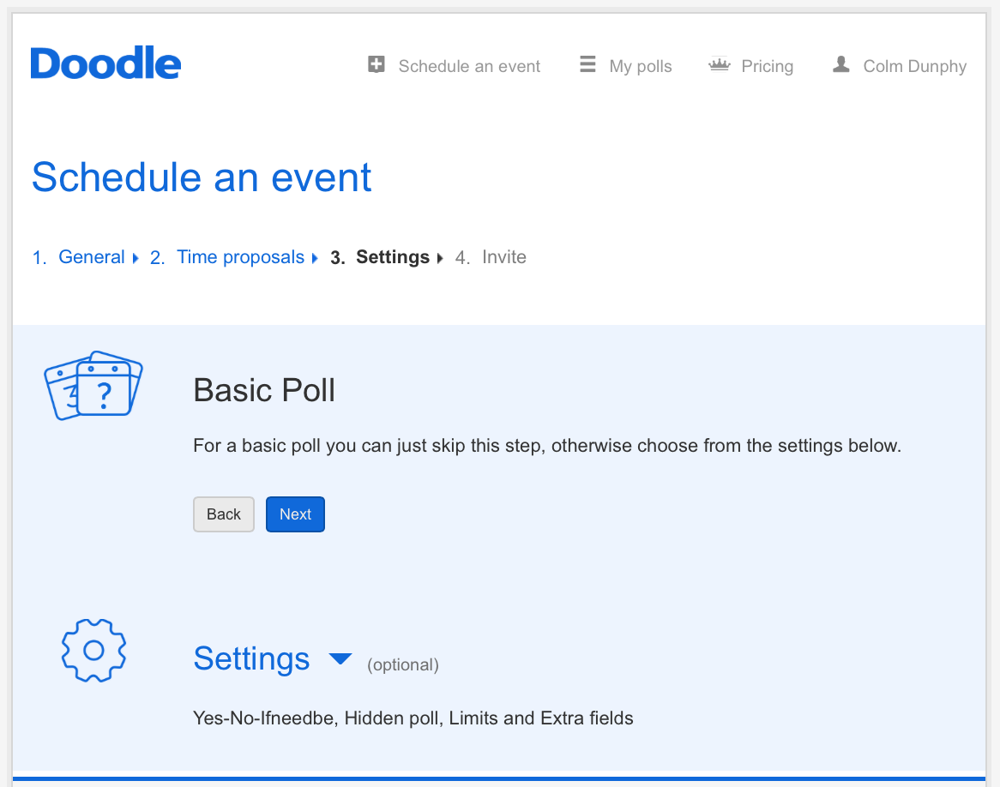 Doodle
Schedule an event My polls Pricing Colm Dunphy
Schedule an event
1. General 2. Time proposals 3. Settings 4. Invite
3 ?
Basic Poll
For a basic poll you can just skip this step, otherwise choose from the settings below.
Back Next
Settings (optional)
Yes-No-Ifneedbe, Hidden poll, Limits and Extra fields